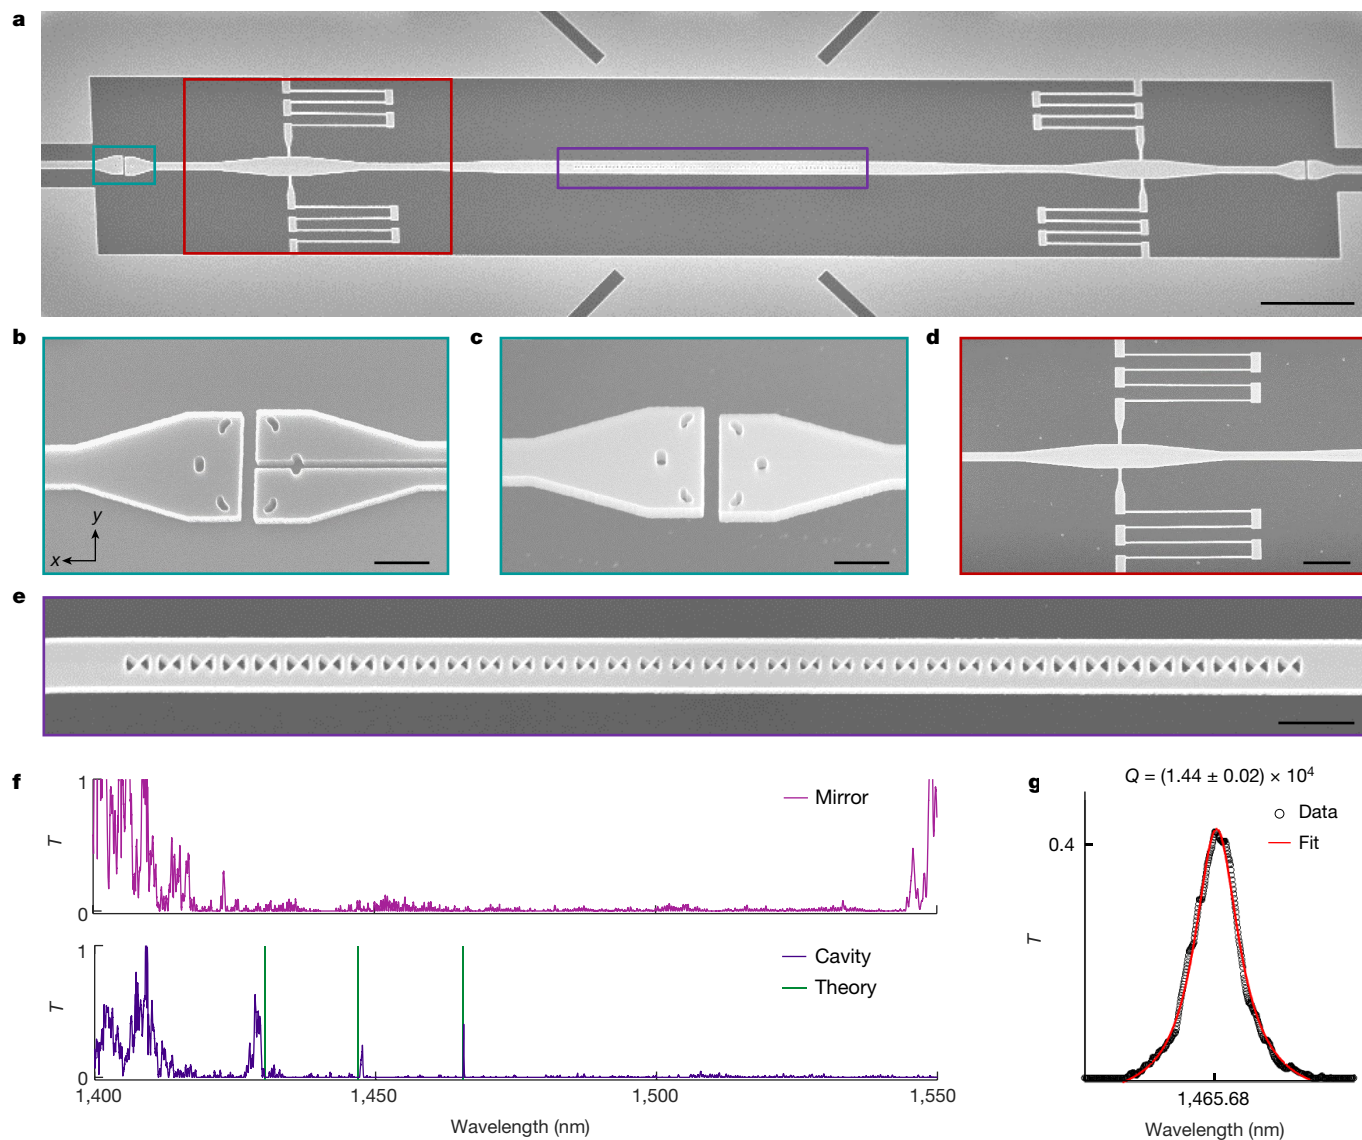 a
b
c
d
y
x
e
f
1
T
0
Mirror
1
T
0
Cavity
Theory
1,400
1,450
1,500
1,550
Wavelength (nm)
g
Q = (1.44 ± 0.02) × 10⁴
Data
Fit
0.4
T
1,465.68
Wavelength (nm)